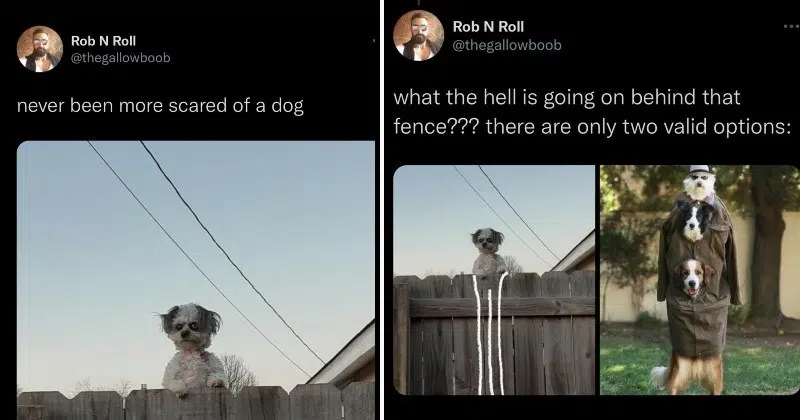 Rob N Roll
@thegallowboob
never been more scared of a dog
Rob N Roll
@thegallowboob
what the hell is going on behind that
fence??? there are only two valid options: